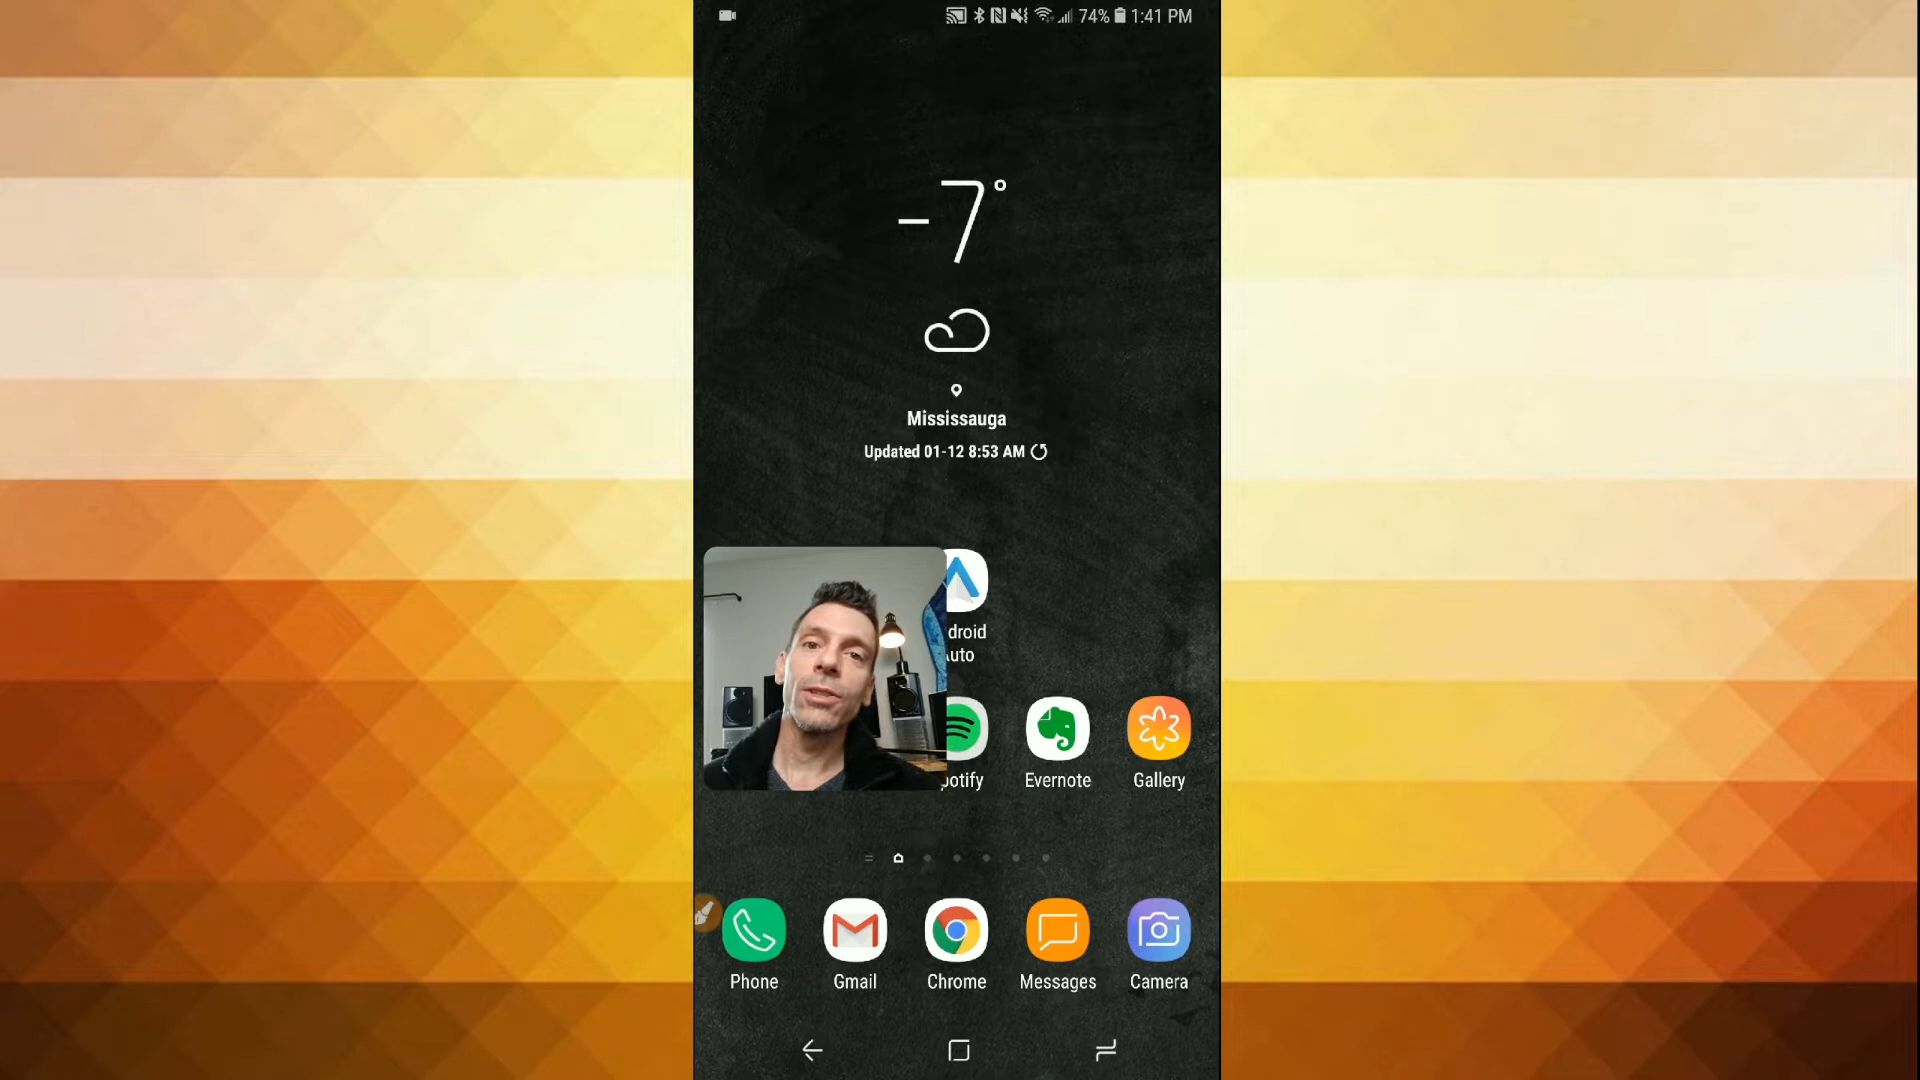 74% 1:41 PM
-7°
Mississauga
Updated 01-12 8:53 AM
droid
uto
potify
Evernote
Gallery
Phone
Gmail
Chrome
Messages
Camera